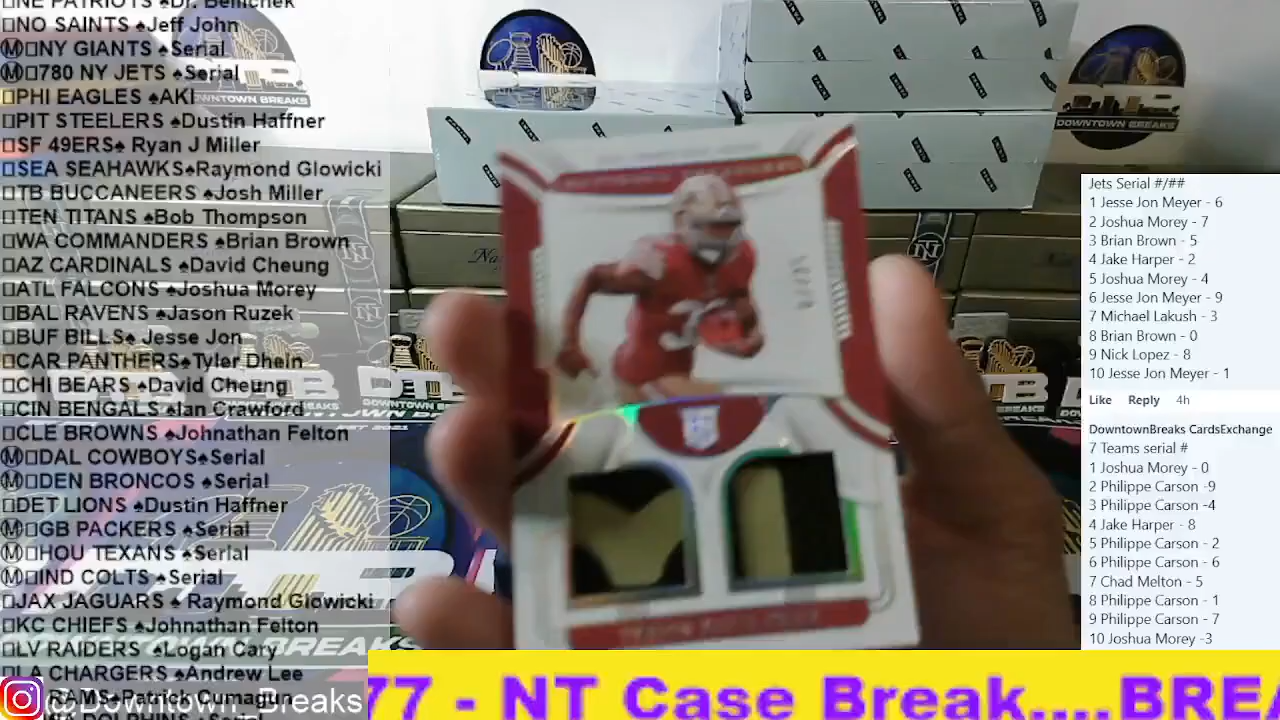 NE PATRIOTS ♠Dr. Bellichek
NO SAINTS ♠Jeff John
Ⓜ NY GIANTS ♠Serial
Ⓜ 780 NY JETS ♠Serial
PHI EAGLES ♠AKI
PIT STEELERS ♠Dustin Haffner
SF 49ERS♠ Ryan J Miller
SEA SEAHAWKS♠Raymond Glowicki
TB BUCCANEERS ♠Josh Miller
TEN TITANS ♠Bob Thompson
WA COMMANDERS ♠Brian Brown
AZ CARDINALS ♠David Cheung
ATL FALCONS ♠Joshua Morey
BAL RAVENS ♠Jason Ruzek
BUF BILLS♠ Jesse Jon
CAR PANTHERS♠Tyler Dhein
CHI BEARS ♠David Cheung
CIN BENGALS ♠Ian Crawford
CLE BROWNS ♠Johnathan Felton
Ⓜ DAL COWBOYS♠Serial
Ⓜ DEN BRONCOS ♠Serial
DET LIONS ♠Dustin Haffner
Ⓜ GB PACKERS ♠Serial
Ⓜ HOU TEXANS ♠Serial
Ⓜ IND COLTS ♠Serial
JAX JAGUARS ♠ Raymond Glowicki
KC CHIEFS ♠Johnathan Felton
LV RAIDERS ♠Logan Cary
LA CHARGERS ♠Andrew Lee
RAMS♠Patrick Cumagun
@Downtown_Breaks
DOWNTOWN BREAKS
DOWNTOWN BREAKS
Jets Serial #/##
1 Jesse Jon Meyer - 6
2 Joshua Morey - 7
3 Brian Brown - 5
4 Jake Harper - 2
5 Joshua Morey - 4
6 Jesse Jon Meyer - 9
7 Michael Lakush - 3
8 Brian Brown - 0
9 Nick Lopez - 8
10 Jesse Jon Meyer - 1
Like Reply 4h
DowntownBreaks CardsExchange
7 Teams serial #
1 Joshua Morey - 0
2 Philippe Carson -9
3 Philippe Carson -4
4 Jake Harper - 8
5 Philippe Carson - 2
6 Philippe Carson - 6
7 Chad Melton - 5
8 Philippe Carson - 1
9 Philippe Carson - 7
10 Joshua Morey -3
77 - NT Case Break....BREA